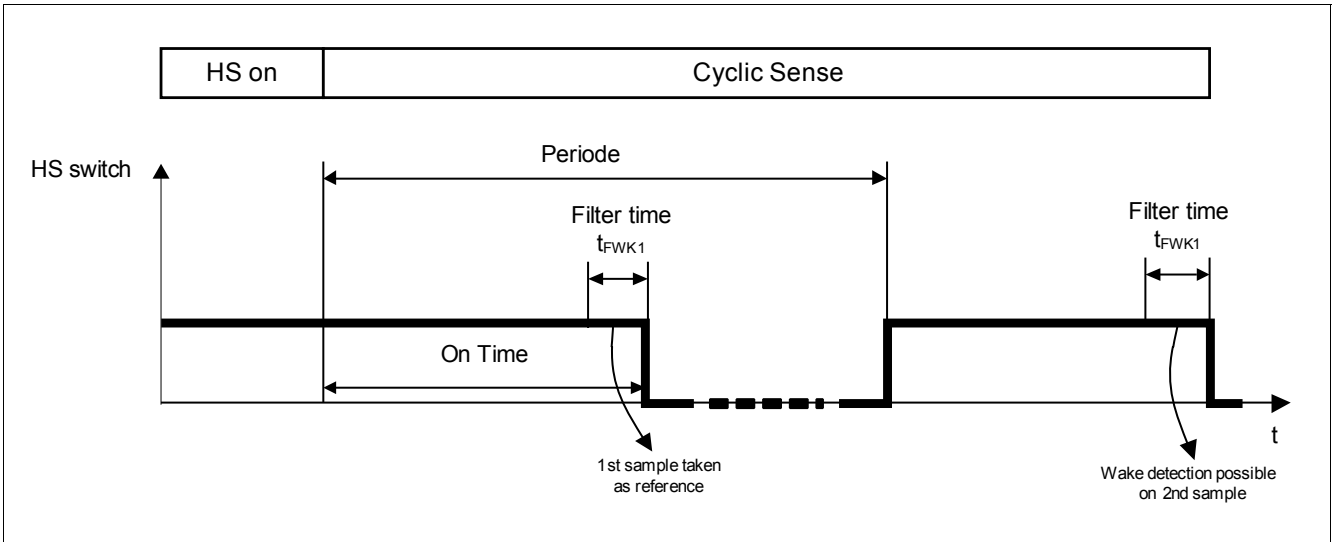 HS on
Cyclic Sense
HS switch
Periode
Filter time
tFWK1
Filter time
tFWK1
On Time
t
1st sample taken
as reference
Wake detection possible
on 2nd sample